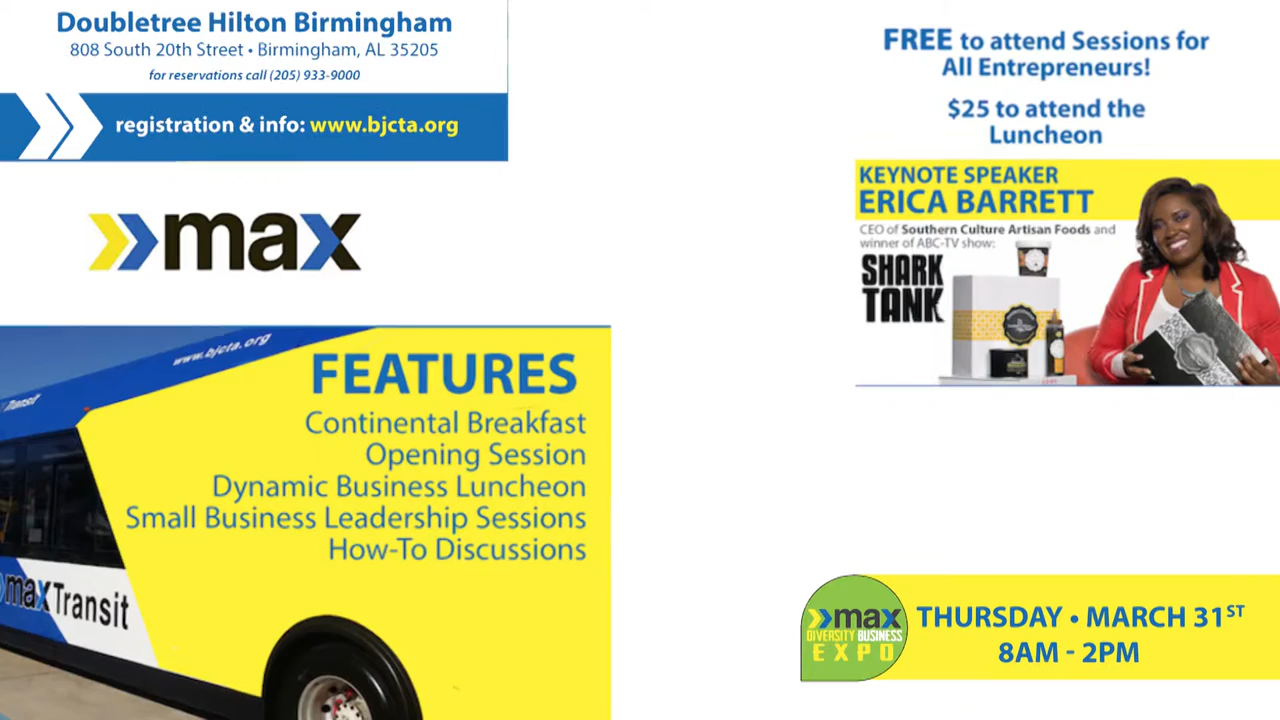 Doubletree Hilton Birmingham
808 South 20th Street • Birmingham, AL 35205
for reservations call (205) 933-9000
registration & info: www.bjcta.org
max
www.bjcta.org
Transit
FEATURES
Continental Breakfast
Opening Session
Dynamic Business Luncheon
Small Business Leadership Sessions
How-To Discussions
max Transit
FREE to attend Sessions for
All Entrepreneurs!
$25 to attend the
Luncheon
KEYNOTE SPEAKER
ERICA BARRETT
CEO of Southern Culture Artisan Foods and
winner of ABC-TV show:
SHARK
TANK
max
DIVERSITY BUSINESS
EXPO
THURSDAY • MARCH 31ST
8AM - 2PM